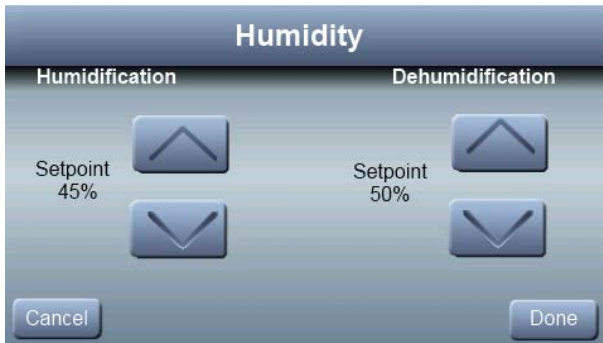 Humidity
Humidification
Dehumidification
Setpoint
45%
Setpoint
50%
Cancel
Done